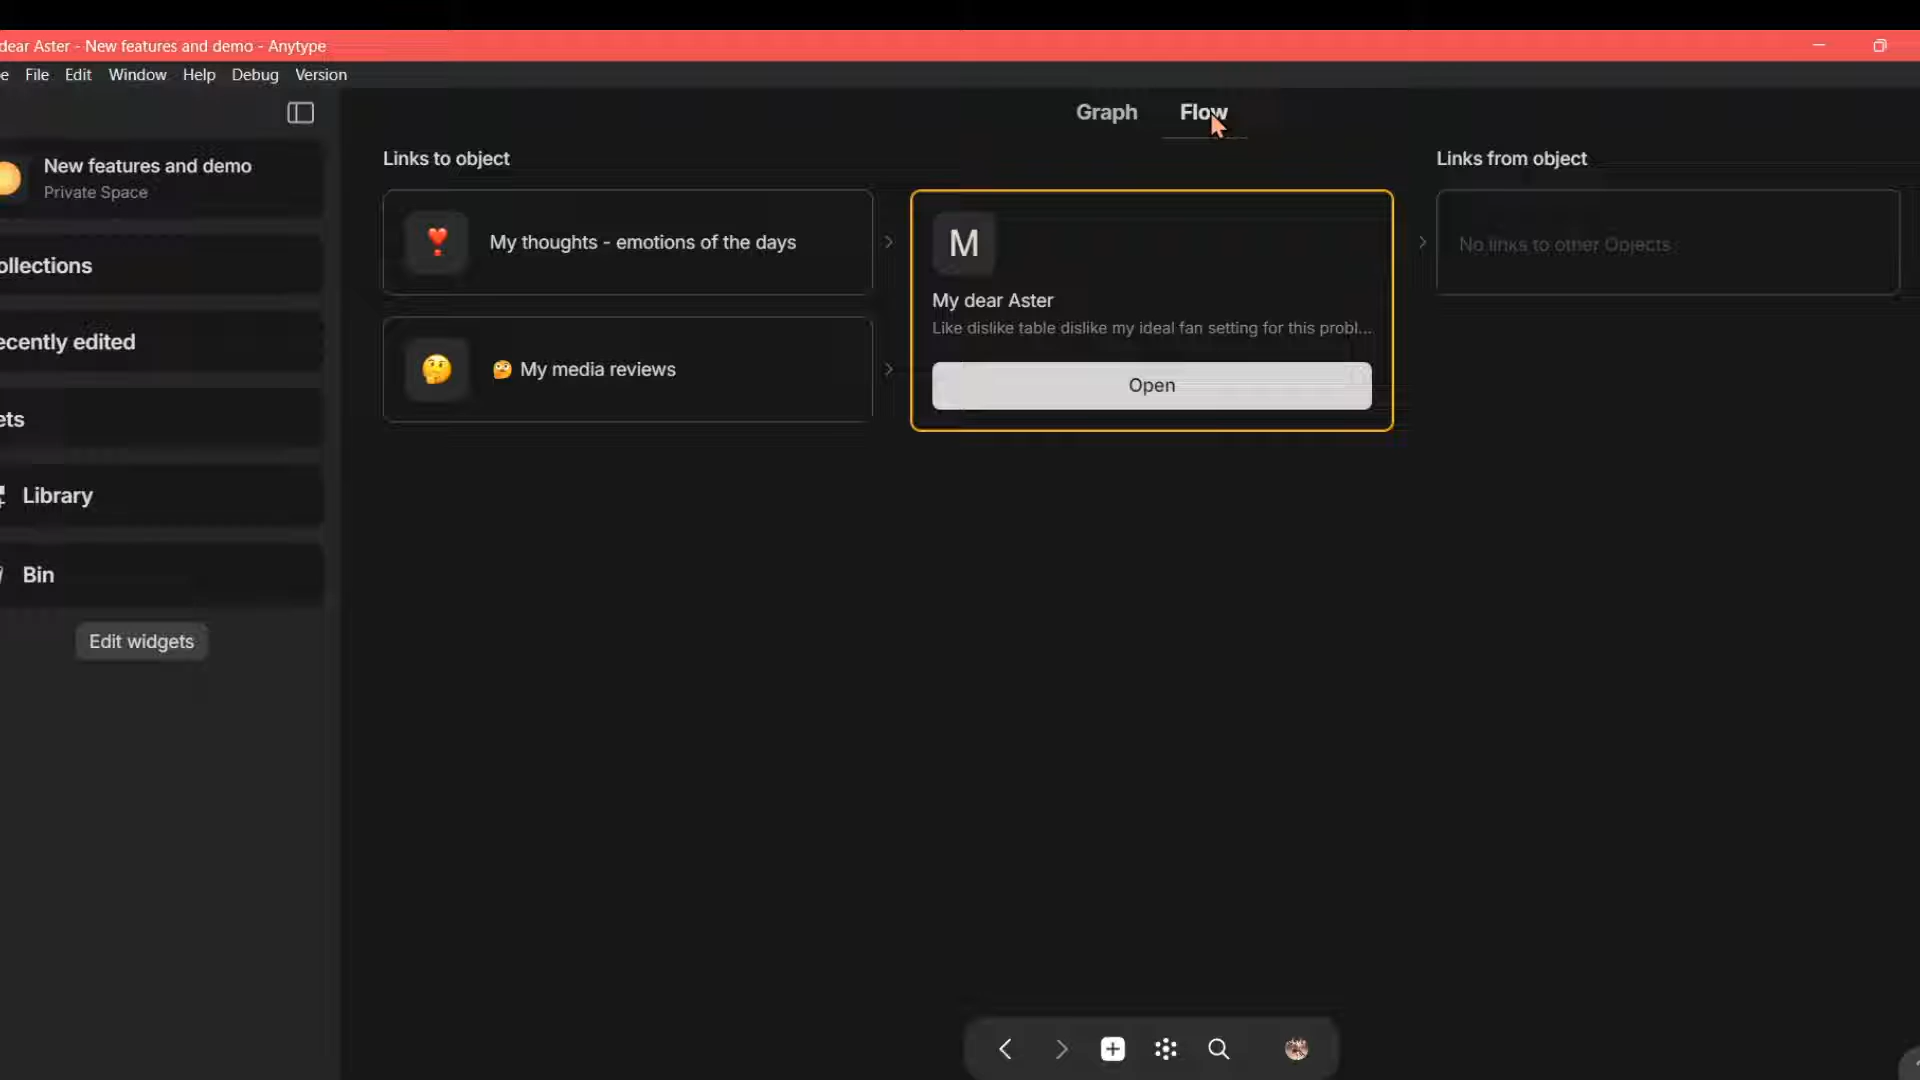 dear Aster - New features and demo - Anytype
e File Edit Window Help Debug Version
Graph Flow
Links to object
Links from object
New features and demo
Private Space
My thoughts - emotions of the days
M
No links to other Objects
ollections
My dear Aster
Like dislike table dislike my ideal fan setting for this probl...
ecently edited
My media reviews
Open
ets
Library
Bin
Edit widgets